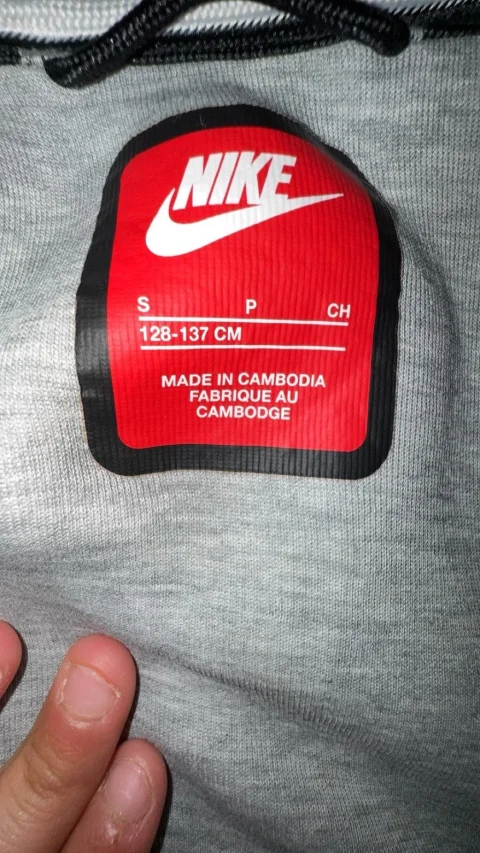 NIKE
S P CH
128-137 CM
MADE IN CAMBODIA
FABRIQUE AU
CAMBODGE